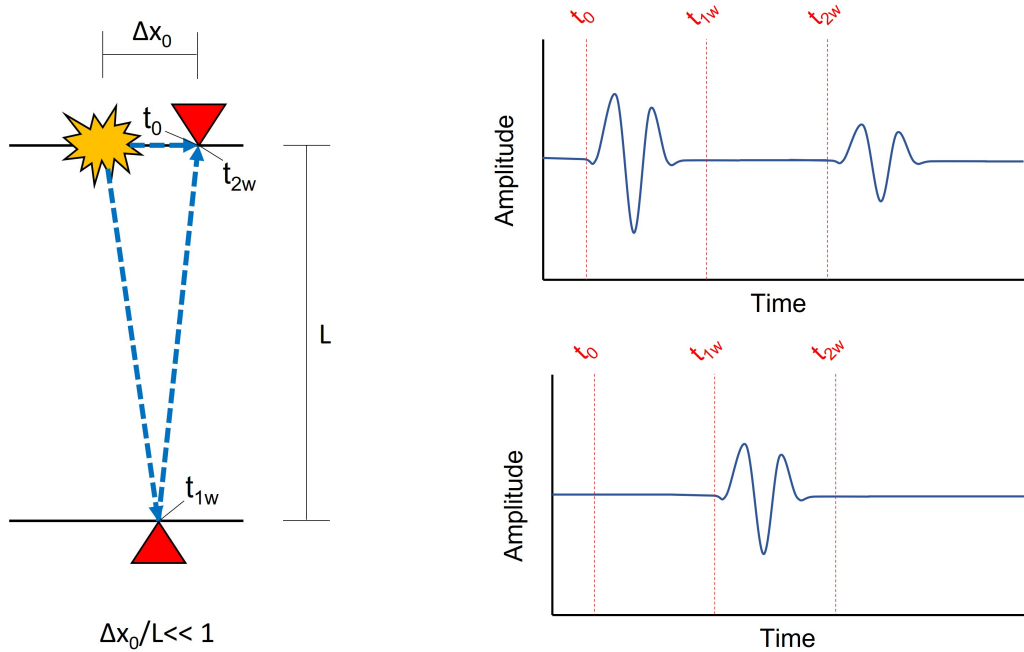 Δx₀
t₀
t₂w
L
t₁w
Δx₀/L<< 1
t₀ t₁w t₂w
Amplitude
Time
t₀ t₁w t₂w
Amplitude
Time